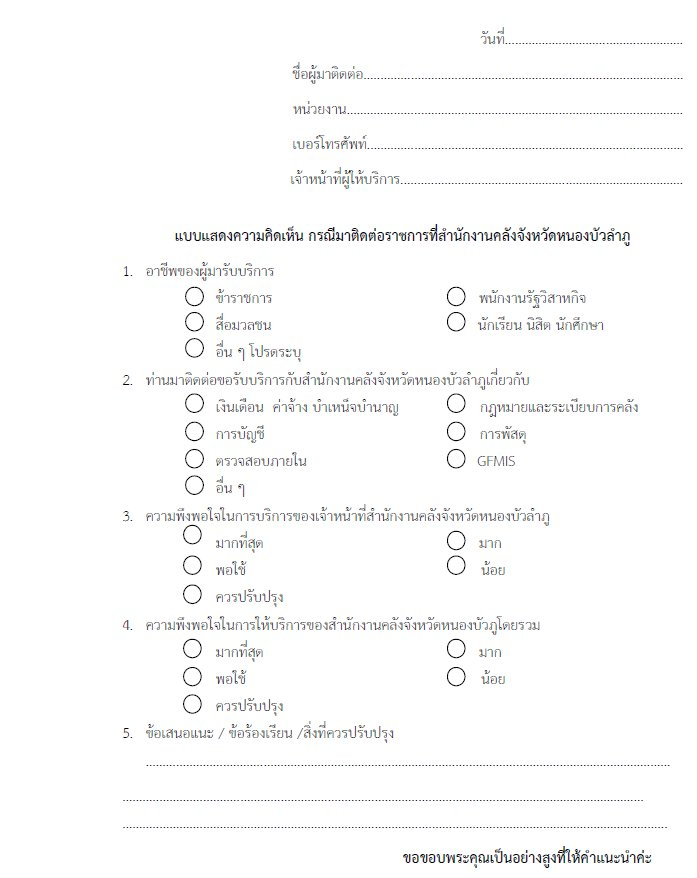 วันที่............................................................
ชื่อผู้มาติดต่อ............................................................
หน่วยงาน............................................................
เบอร์โทรศัพท์............................................................
เจ้าหน้าที่ผู้ให้บริการ............................................................
แบบแสดงความคิดเห็น กรณีมาติดต่อราชการที่สำนักงานคลังจังหวัดหนองบัวลำภู
1. อาชีพของผู้มารับบริการ
ข้าราชการ พนักงานรัฐวิสาหกิจ
สื่อมวลชน นักเรียน นิสิต นักศึกษา
อื่น ๆ โปรดระบุ
2. ท่านมาติดต่อขอรับบริการกับสำนักงานคลังจังหวัดหนองบัวลำภูเกี่ยวกับ
เงินเดือน ค่าจ้าง บำเหน็จบำนาญ กฎหมายและระเบียบการคลัง
การบัญชี การพัสดุ
ตรวจสอบภายใน GFMIS
อื่น ๆ
3. ความพึงพอใจในการบริการของเจ้าหน้าที่สำนักงานคลังจังหวัดหนองบัวลำภู
มากที่สุด มาก
พอใช้ น้อย
ควรปรับปรุง
4. ความพึงพอใจในการให้บริการของสำนักงานคลังจังหวัดหนองบัวภูโดยรวม
มากที่สุด มาก
พอใช้ น้อย
ควรปรับปรุง
5. ข้อเสนอแนะ / ข้อร้องเรียน /สิ่งที่ควรปรับปรุง
............................................................
............................................................
............................................................
ขอขอบพระคุณเป็นอย่างสูงที่ให้คำแนะนำค่ะ